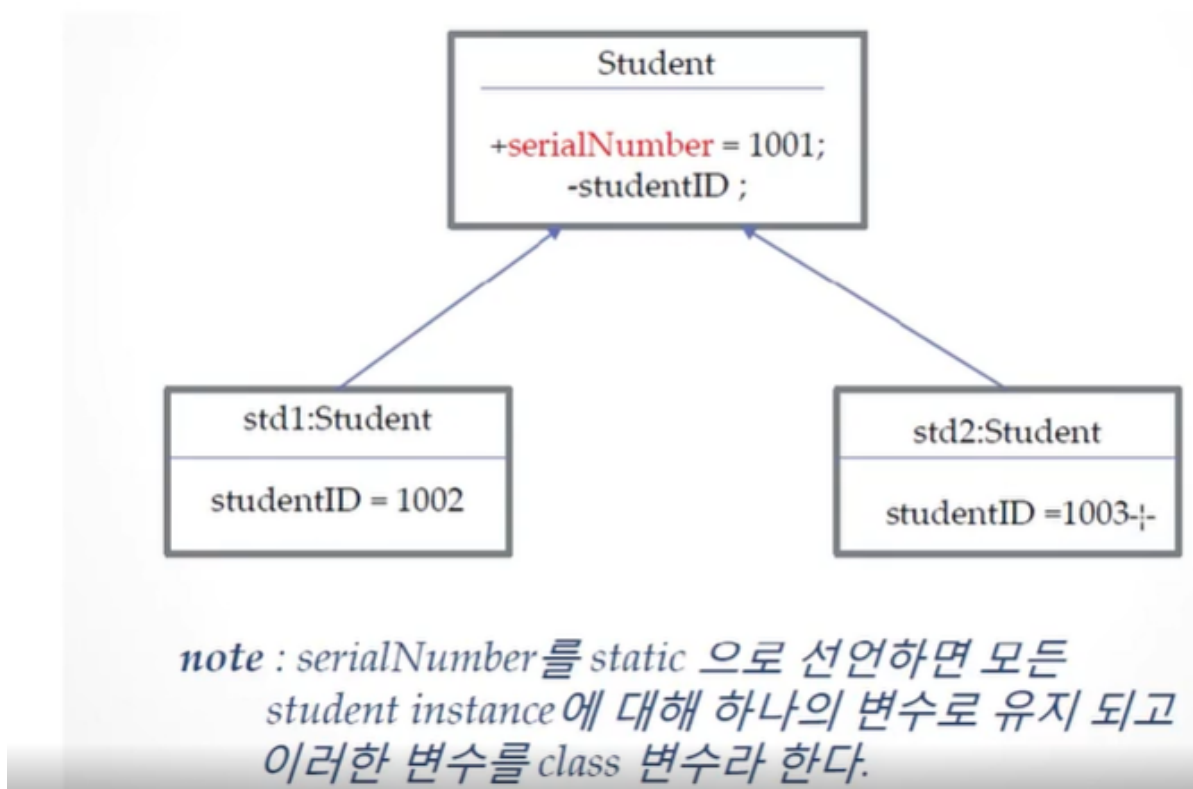 Student
+serialNumber = 1001;
-studentID ;
std1:Student
studentID = 1002
std2:Student
studentID =1003
note : serialNumber를 static 으로 선언하면 모든
student instance에 대해 하나의 변수로 유지 되고
이러한 변수를 class 변수라 한다.